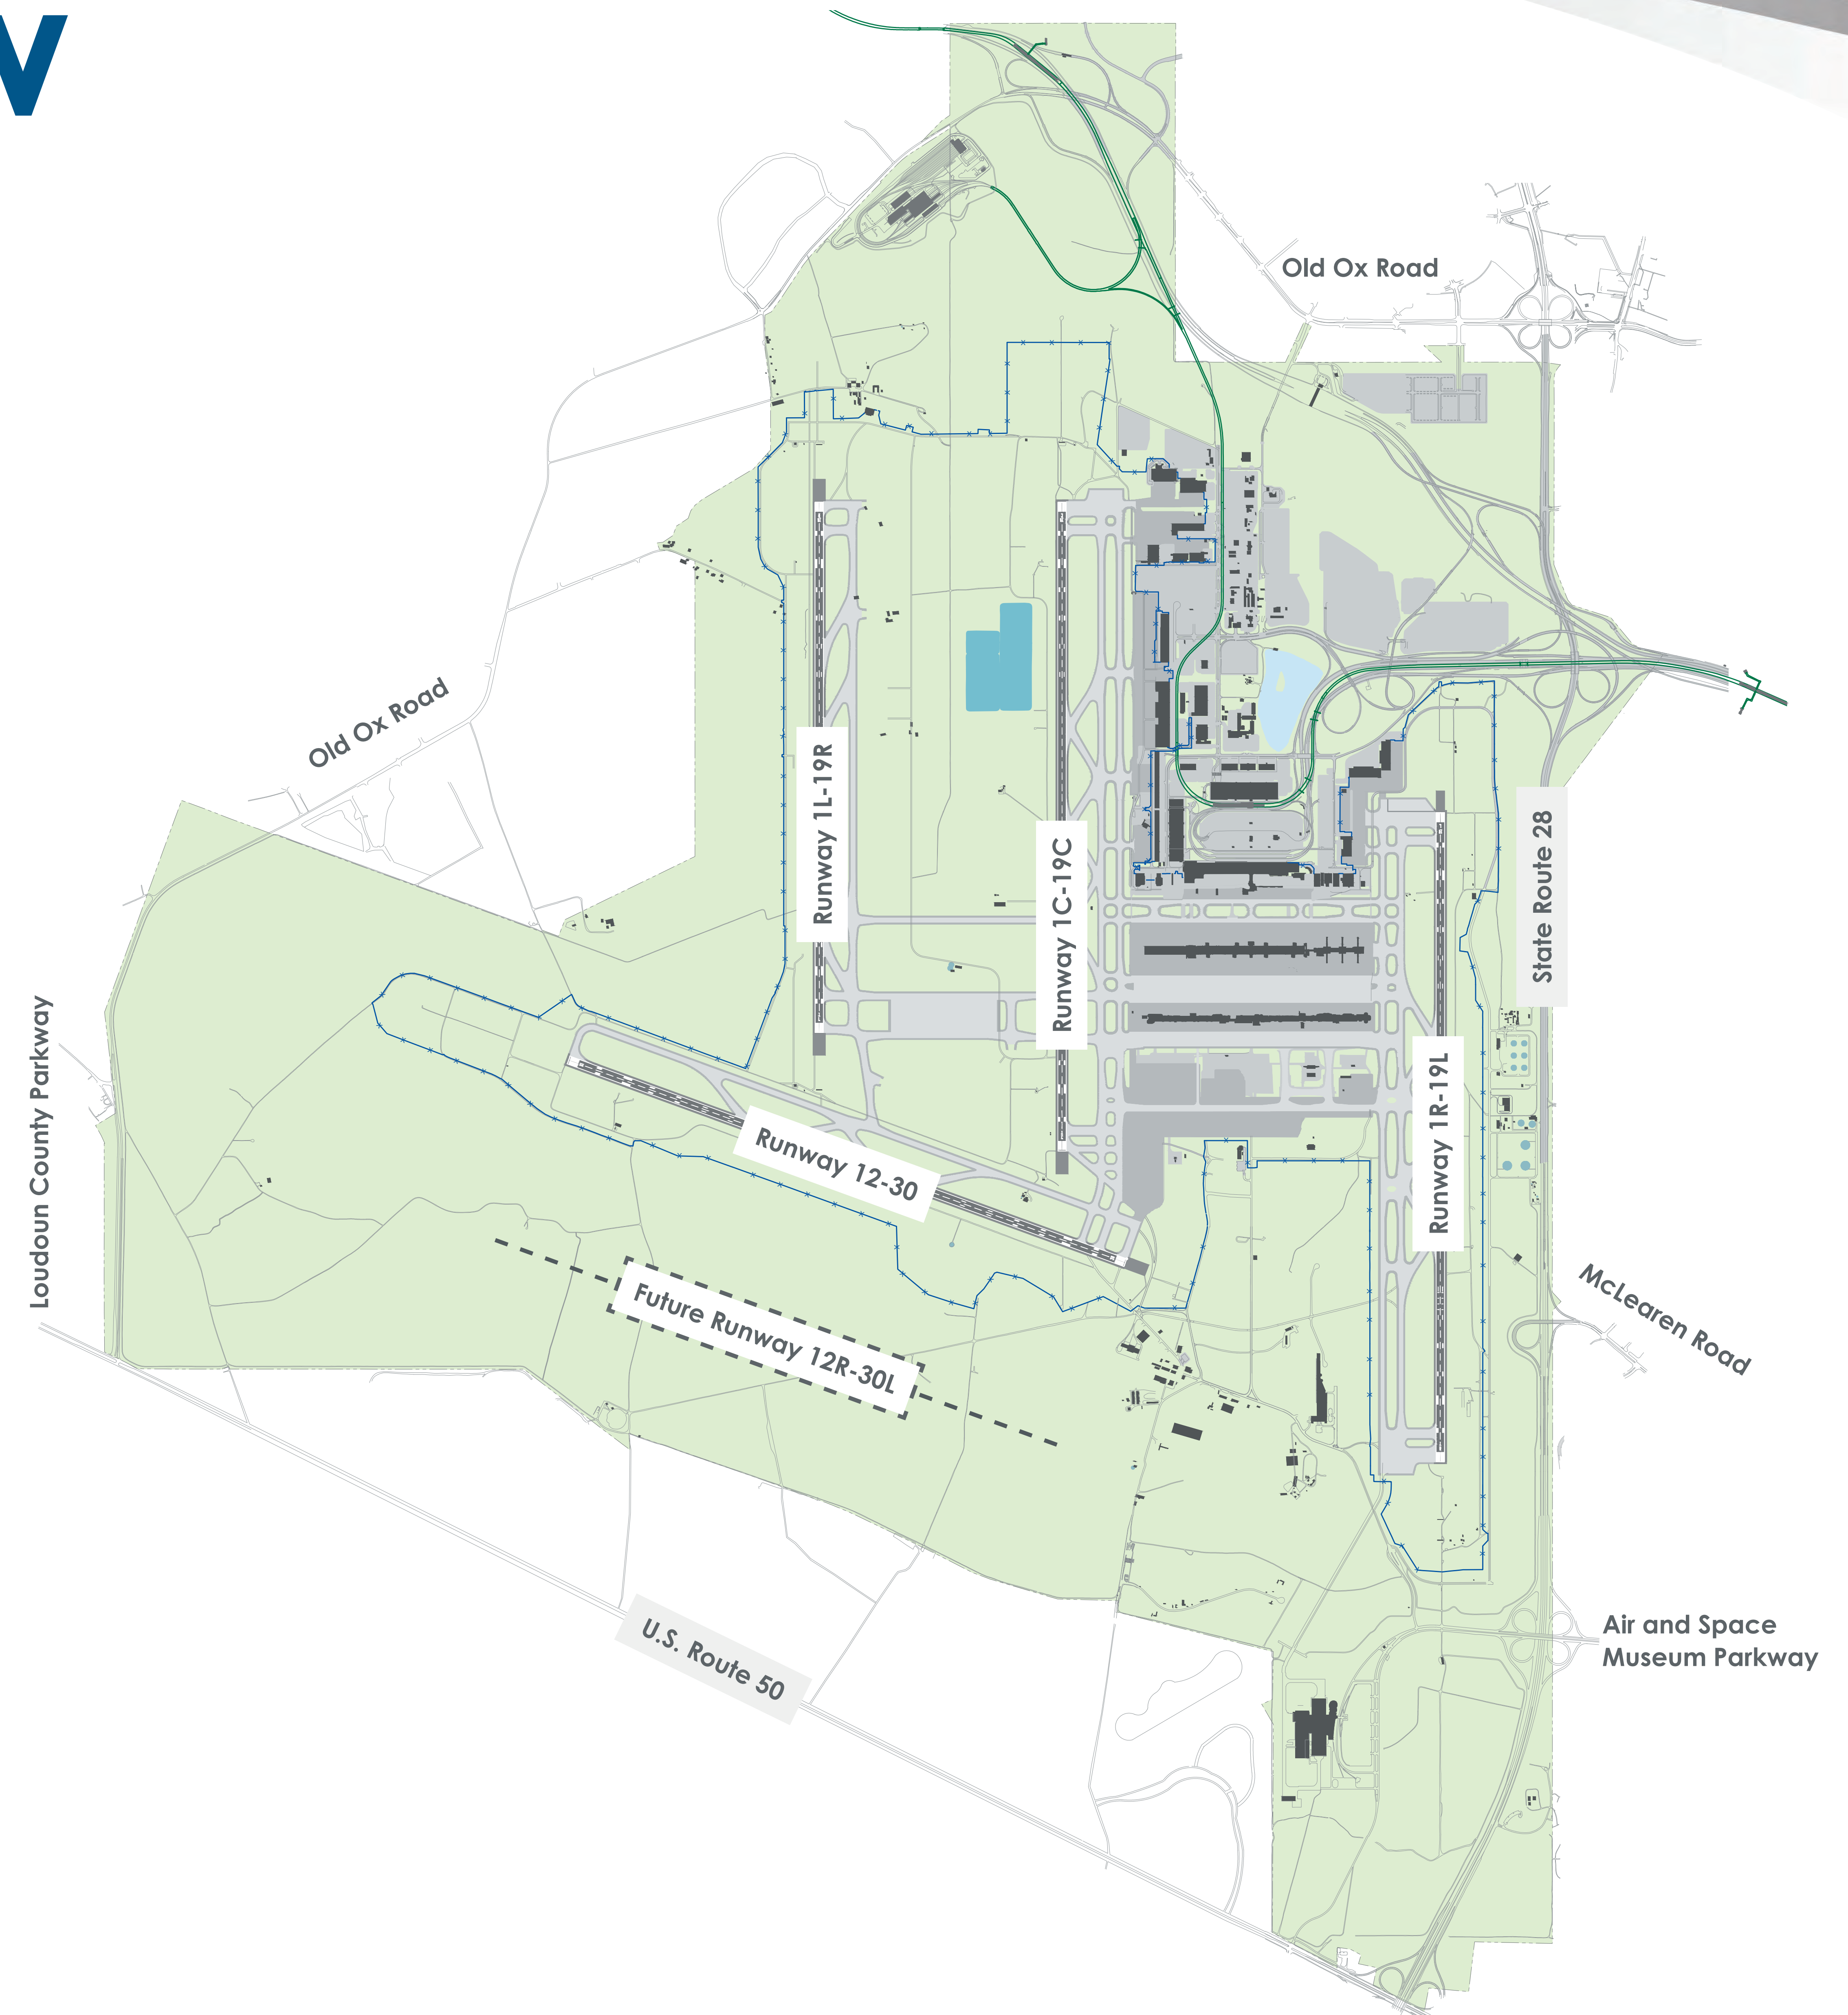 W
Old Ox Road
Old Ox Road
Runway 1L-19R
Runway 1C-19C
State Route 28
Runway 1R-19L
Loudoun County Parkway
Runway 12-30
Future Runway 12R-30L
McLearen Road
U.S. Route 50
Air and Space
Museum Parkway